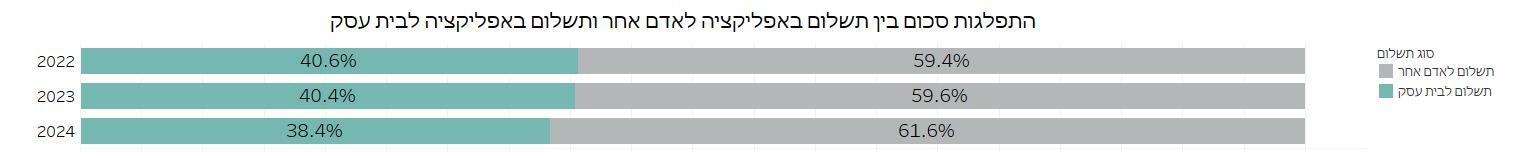 התפלגות סכום בין תשלום באפליקציה לאדם אחר ותשלום באפליקציה לבית עסק
סוג תשלום
תשלום לאדם אחר
תשלום לבית עסק
2022 40.6% 59.4%
2023 40.4% 59.6%
2024 38.4% 61.6%